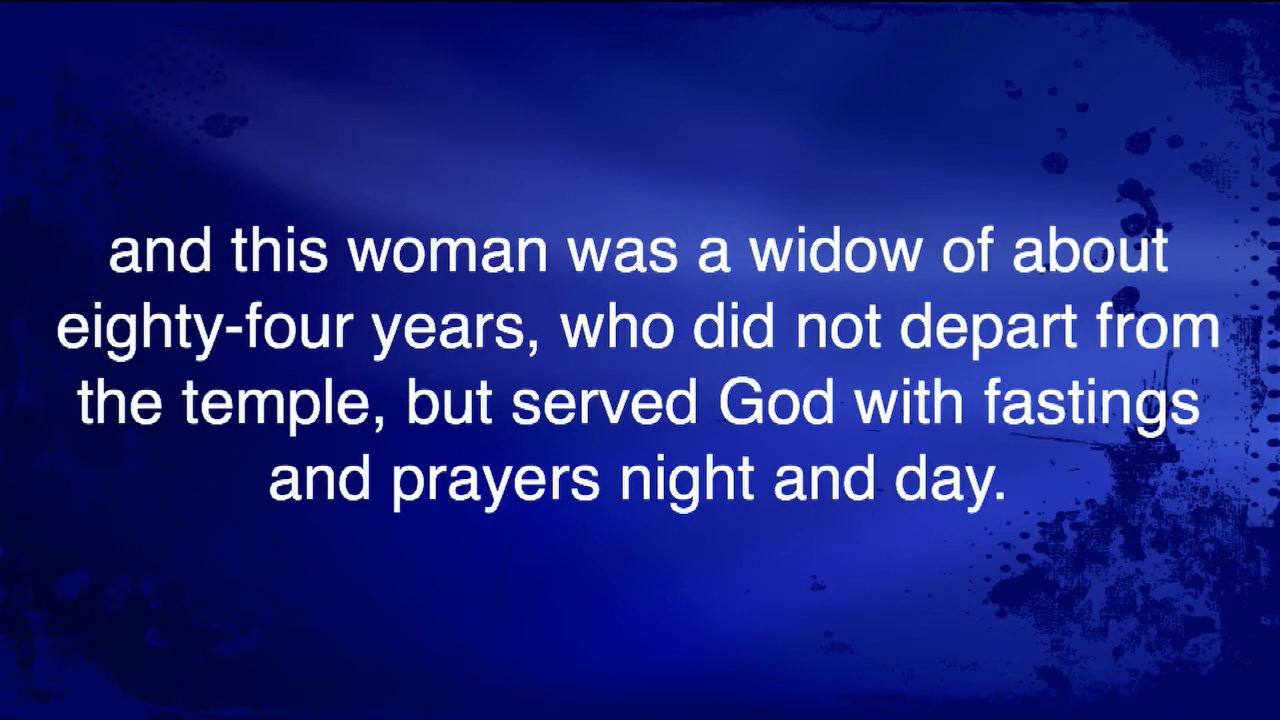 and this woman was a widow of about
eighty-four years, who did not depart from
the temple, but served God with fastings
and prayers night and day.